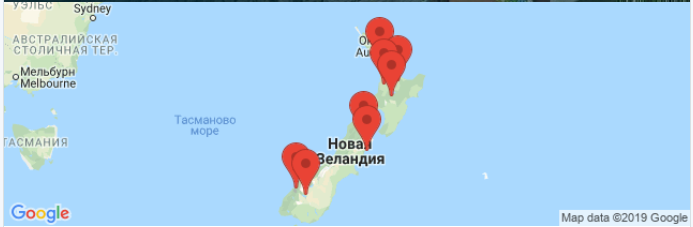 УЭЛЬС
Sydney
АВСТРАЛИЙСКАЯ
СТОЛИЧНАЯ ТЕР.
Мельбурн
Melbourne
Тасманово
море
ТАСМАНИЯ
Новая
Зеландия
Google
Map data ©2019 Google